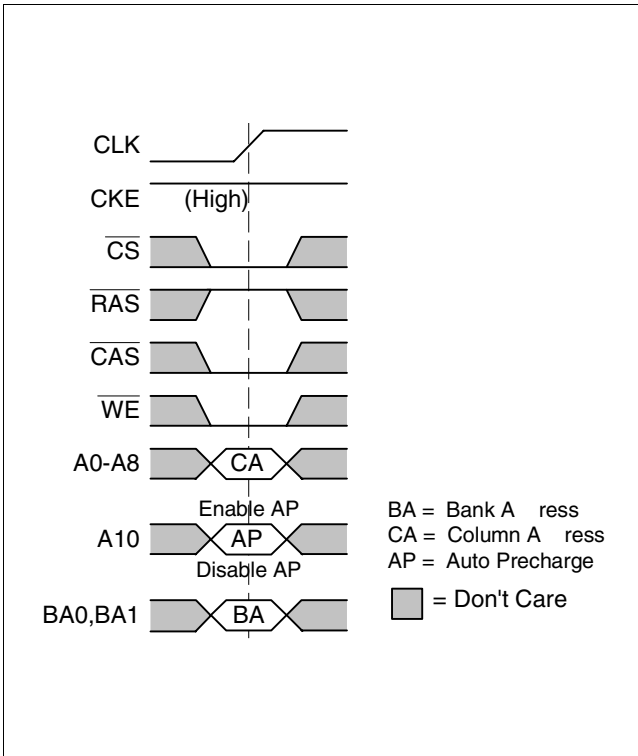 CLK
CKE (High)
CS
RAS
CAS
WE
A0-A8 CA
Enable AP
A10 AP
Disable AP
BA0,BA1 BA
BA = Bank A ress
CA = Column A ress
AP = Auto Precharge
= Don't Care